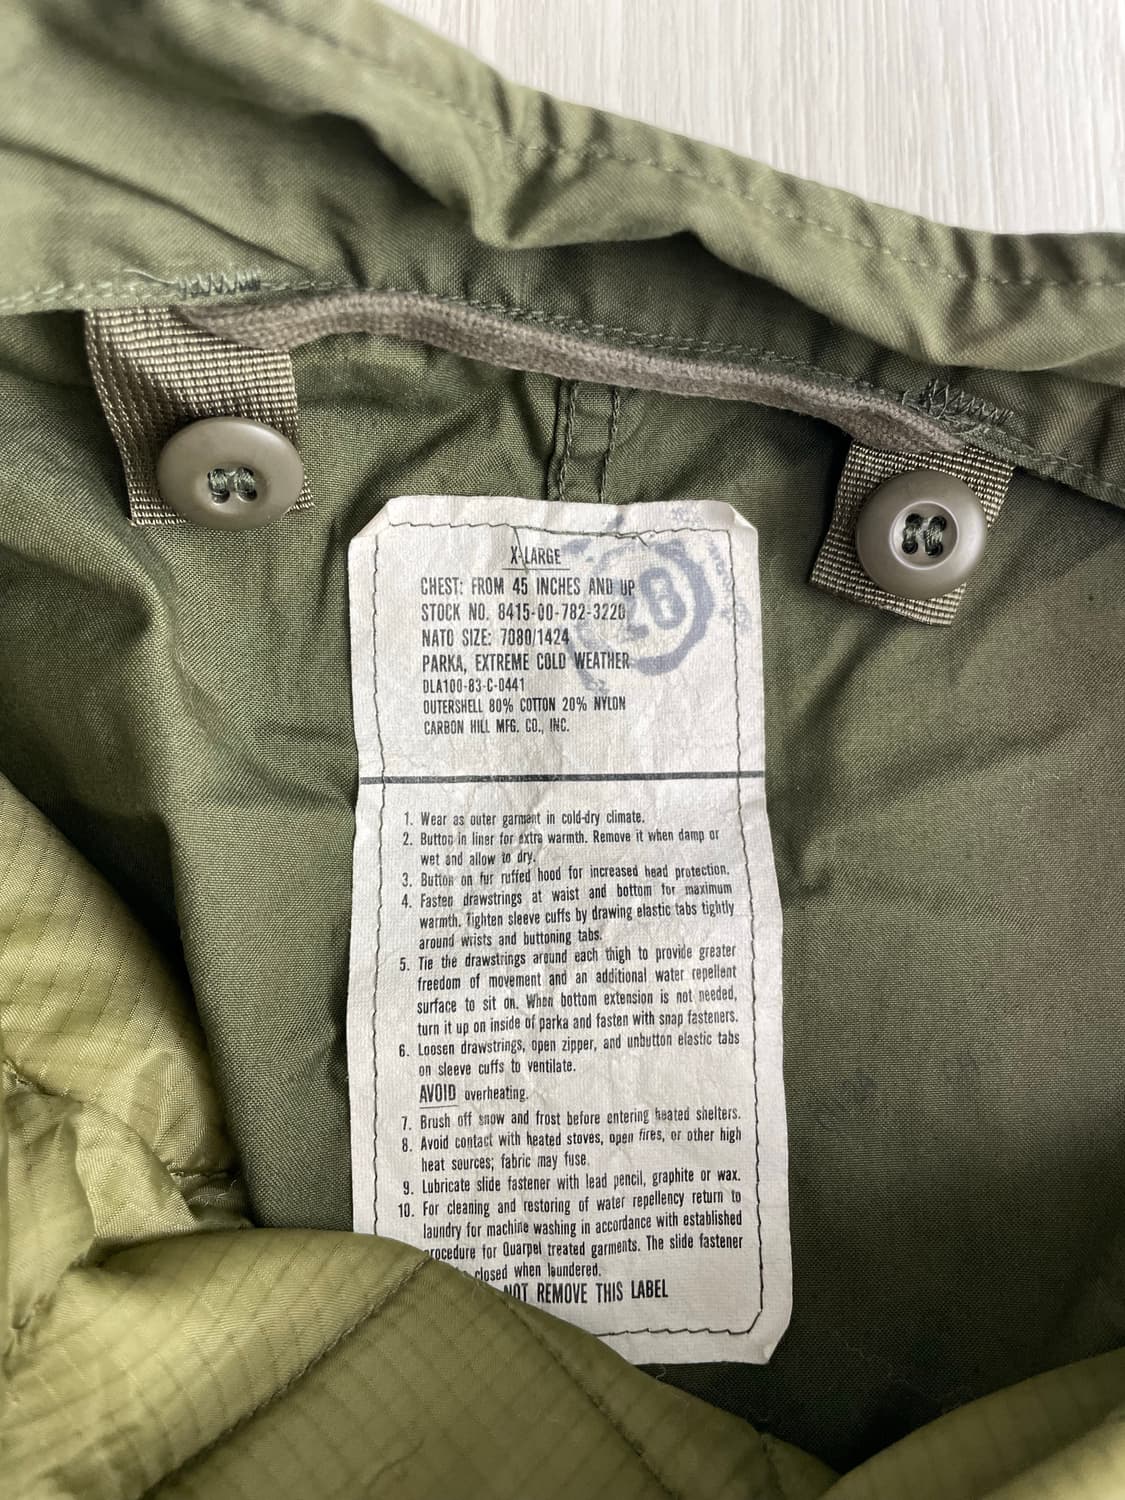 X-LARGE
CHEST: FROM 45 INCHES AND UP
STOCK NO. 8415-00-782-3220
NATO SIZE: 7080/1424
PARKA, EXTREME COLD WEATHER
DLA100-83-C-0441
OUTERSHELL 80% COTTON 20% NYLON
CARBON HILL MFG. CO., INC.
1. Wear as outer garment in cold-dry climate.
2. Button in liner for extra warmth. Remove it when damp or
wet and allow to dry.
3. Button on fur ruffed hood for increased head protection.
4. Fasten drawstrings at waist and bottom for maximum
warmth. Tighten sleeve cuffs by drawing elastic tabs tightly
around wrists and buttoning tabs.
5. Tie the drawstrings around each thigh to provide greater
freedom of movement and an additional water repellent
surface to sit on. When bottom extension is not needed,
turn it up on inside of parka and fasten with snap fasteners.
6. Loosen drawstrings, open zipper, and unbutton elastic tabs
on sleeve cuffs to ventilate.
AVOID overheating.
7. Brush off snow and frost before entering heated shelters.
8. Avoid contact with heated stoves, open fires, or other high
heat sources; fabric may fuse.
9. Lubricate slide fastener with lead pencil, graphite or wax.
10. For cleaning and restoring of water repellency return to
laundry for machine washing in accordance with established
rocedure for Quarpel treated garments. The slide fastener
closed when laundered.
NOT REMOVE THIS LABEL